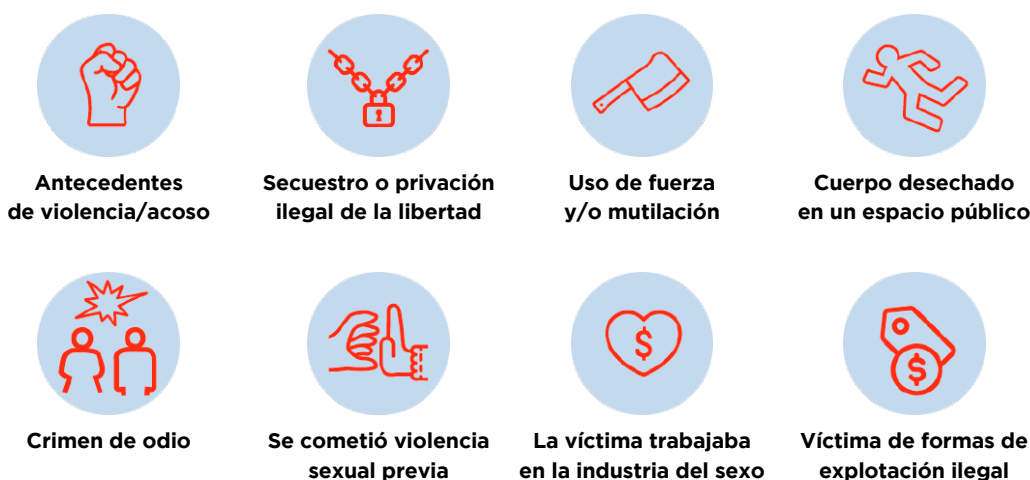 Antecedentes
de violencia/acoso
Secuestro o privación
ilegal de la libertad
Uso de fuerza
y/o mutilación
Cuerpo desechado
en un espacio público
Crimen de odio
Se cometió violencia
sexual previa
$
La víctima trabajaba
en la industria del sexo
$
Víctima de formas de
explotación ilegal